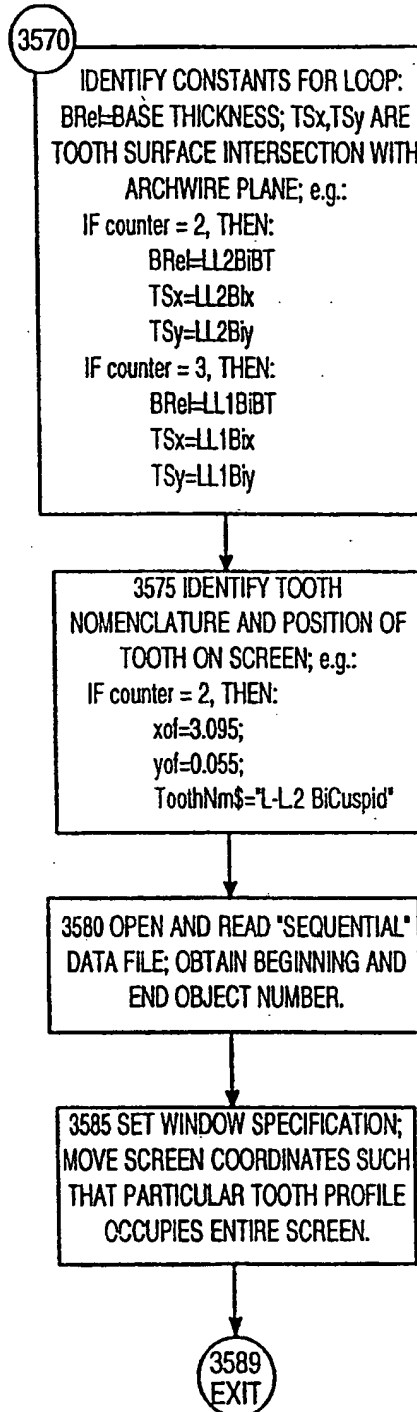 3570
IDENTIFY CONSTANTS FOR LOOP:
BRel=BASE THICKNESS; TSx,TSy ARE
TOOTH SURFACE INTERSECTION WITH
ARCHWIRE PLANE; e.g.:
IF counter = 2, THEN:
BRel=LL2BiBT
TSx=LL2BIx
TSy=LL2Biy
IF counter = 3, THEN:
BRel=LL1BiBT
TSx=LL1Bix
TSy=LL1Biy
3575 IDENTIFY TOOTH
NOMENCLATURE AND POSITION OF
TOOTH ON SCREEN; e.g.:
IF counter = 2, THEN:
xof=3.095;
yof=0.055;
ToothNm$="L-L.2 BiCuspid"
3580 OPEN AND READ "SEQUENTIAL"
DATA FILE; OBTAIN BEGINNING AND
END OBJECT NUMBER.
3585 SET WINDOW SPECIFICATION;
MOVE SCREEN COORDINATES SUCH
THAT PARTICULAR TOOTH PROFILE
OCCUPIES ENTIRE SCREEN.
3589
EXIT